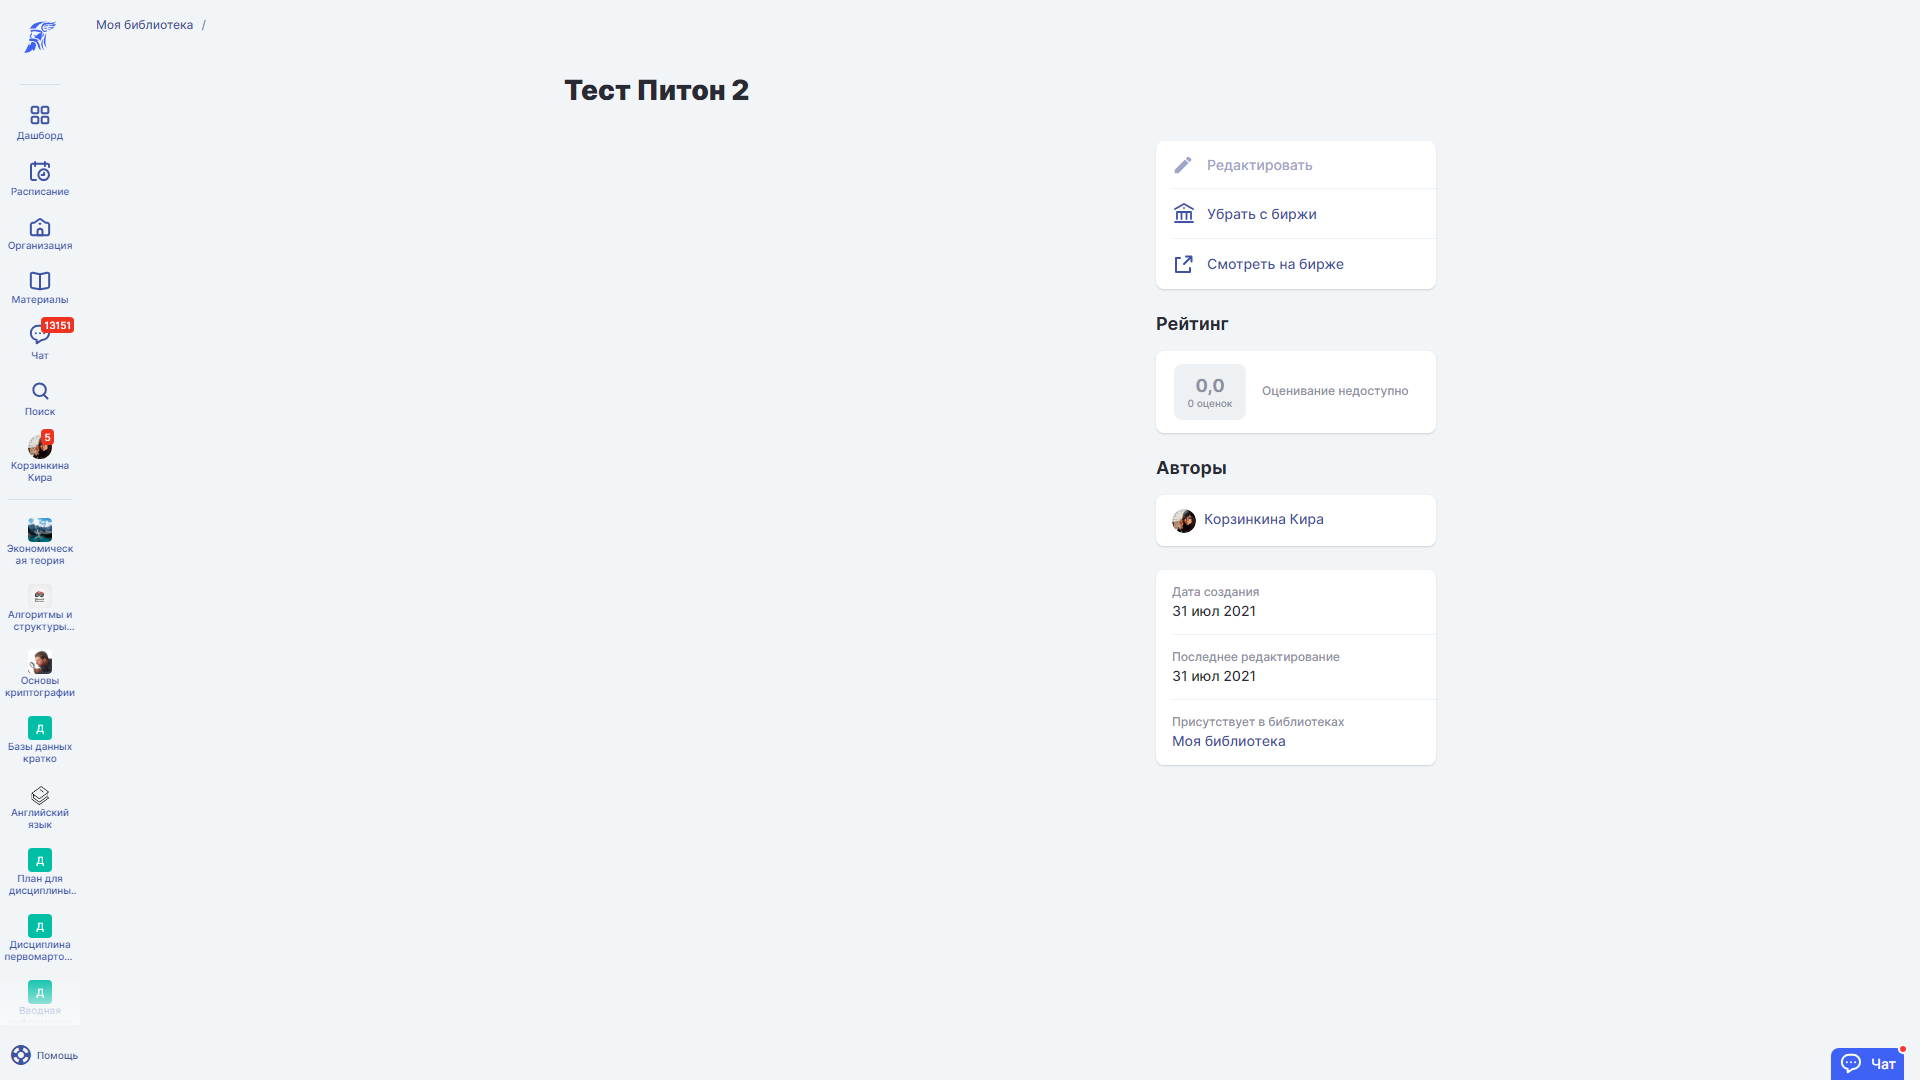 Моя библиотека /
Тест Питон 2
Дашборд
Расписание
Организация
Материалы
13151
Чат
Поиск
5
Корзинкина
Кира
Экономическ
ая теория
Алгоритмы и
структуры...
Основы
криптографии
Д
Базы данных
кратко
Английский
язык
Д
План для
дисциплины..
Д
Дисциплина
первомарто...
Д
Вводная
Помощь
Редактировать
Убрать с биржи
Смотреть на бирже
Рейтинг
0,0
0 оценок
Оценивание недоступно
Авторы
Корзинкина Кира
Дата создания
31 июл 2021
Последнее редактирование
31 июл 2021
Присутствует в библиотеках
Моя библиотека
Чат